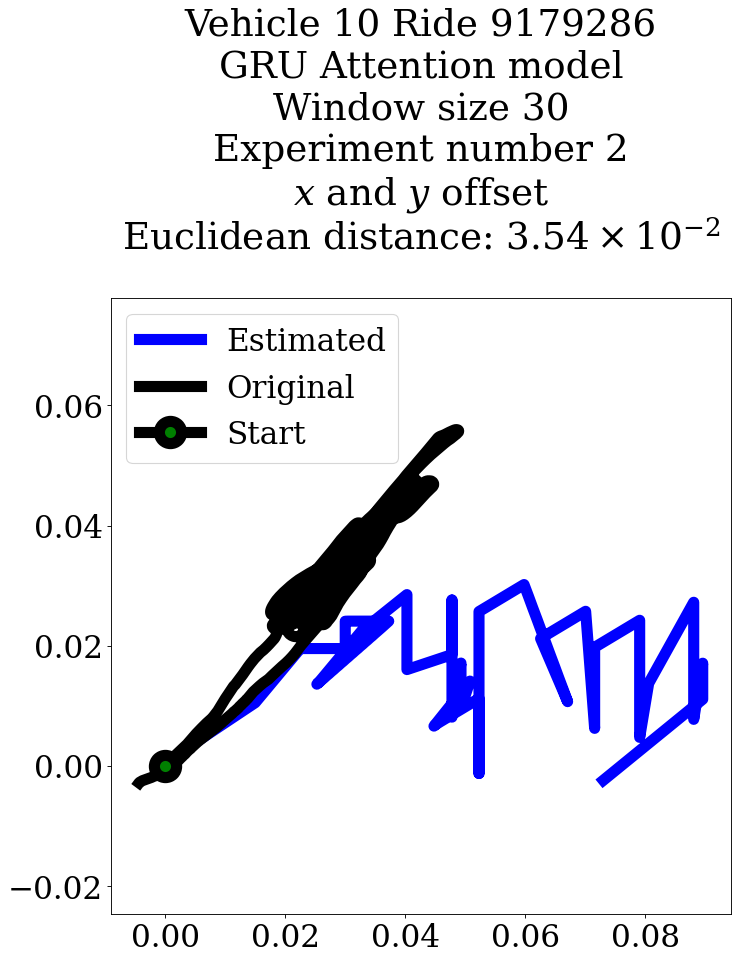 Vehicle 10 Ride 9179286
GRU Attention model
Window size 30
Experiment number 2
x and y offset
Euclidean distance: 3.54 × 10⁻²
Estimated
Original
Start
0.06
0.04
0.02
0.00
−0.02
0.00 0.02 0.04 0.06 0.08